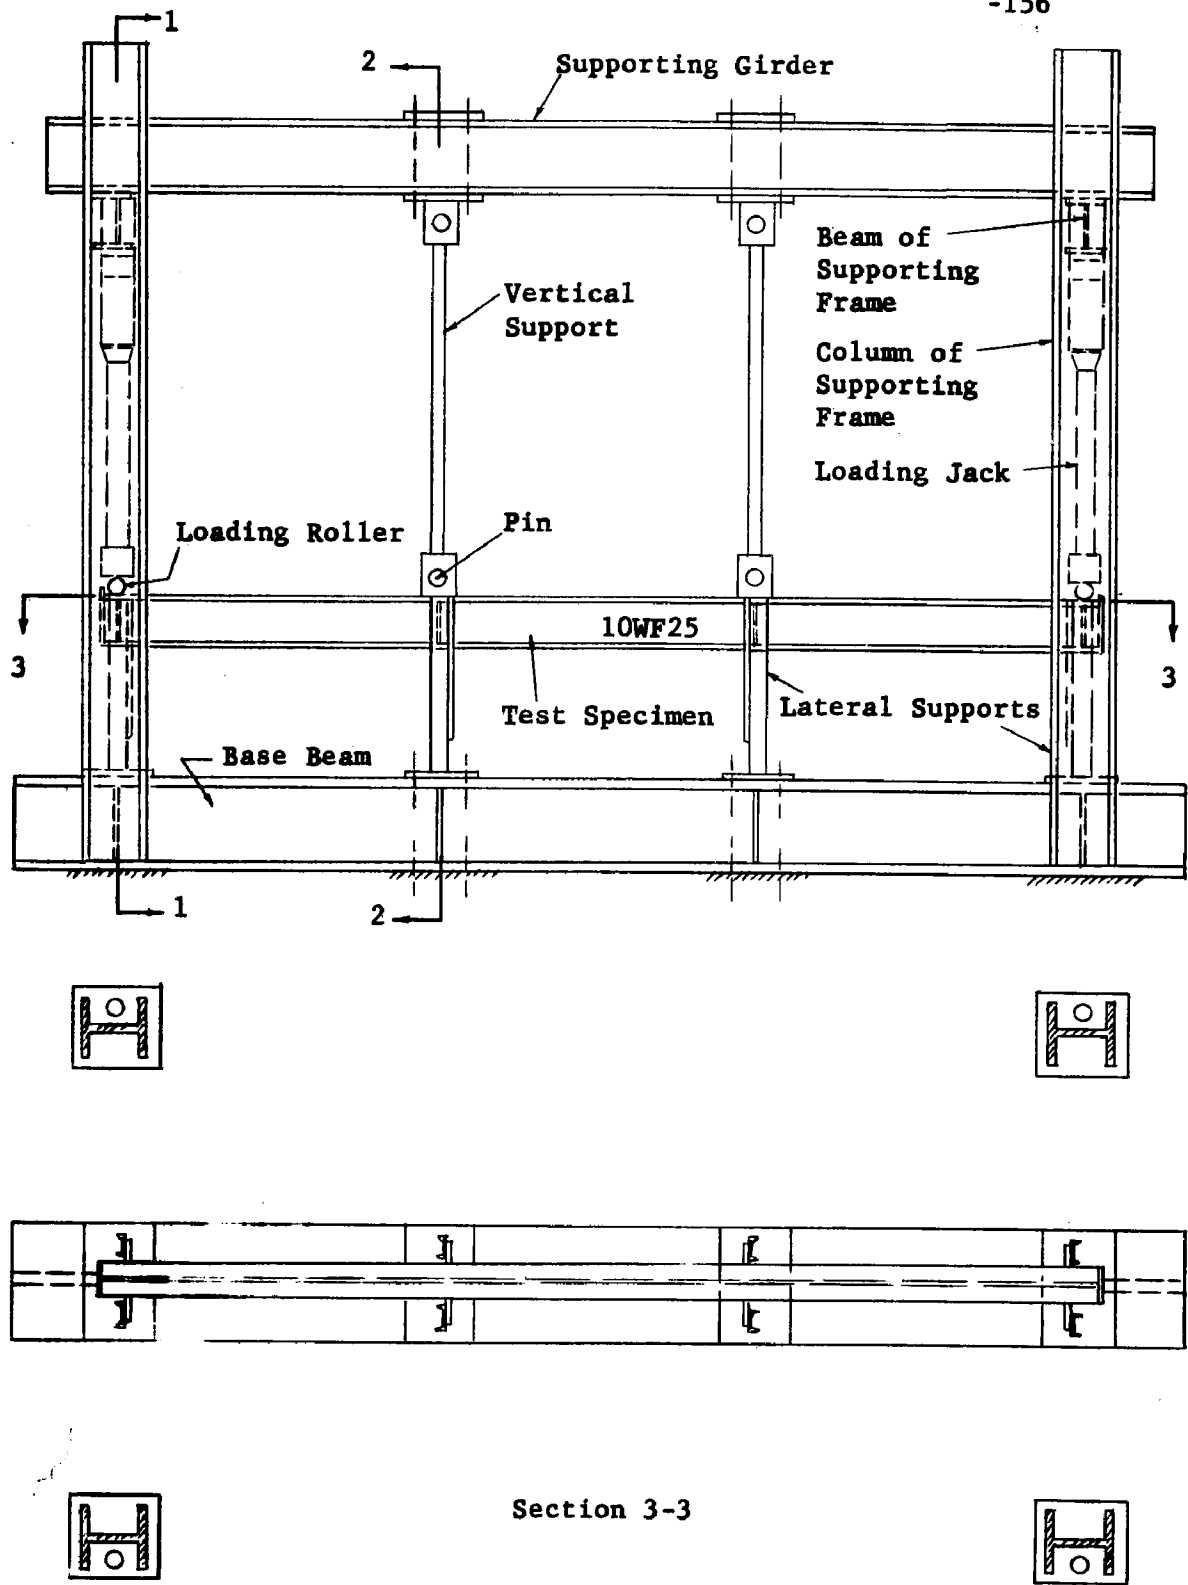 -156
1
2
Supporting Girder
Beam of
Supporting
Frame
Vertical
Support
Column of
Supporting
Frame
Loading Jack
Loading Roller
Pin
10WF25
3
3
Test Specimen
Lateral Supports
Base Beam
1
2
Section 3-3